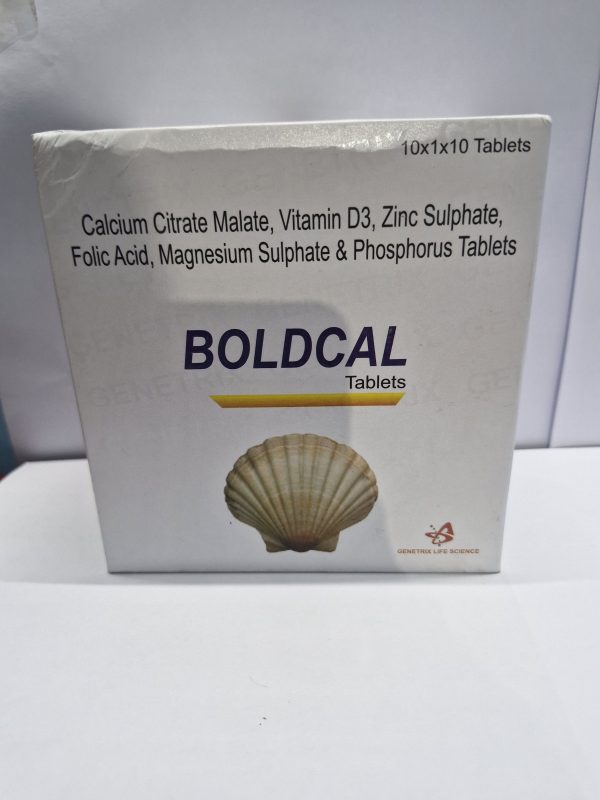 10x1x10 Tablets
Calcium Citrate Malate, Vitamin D3, Zinc Sulphate,
Folic Acid, Magnesium Sulphate & Phosphorus Tablets
BOLDCAL
Tablets
GENETRIX LIFE SCIENCE